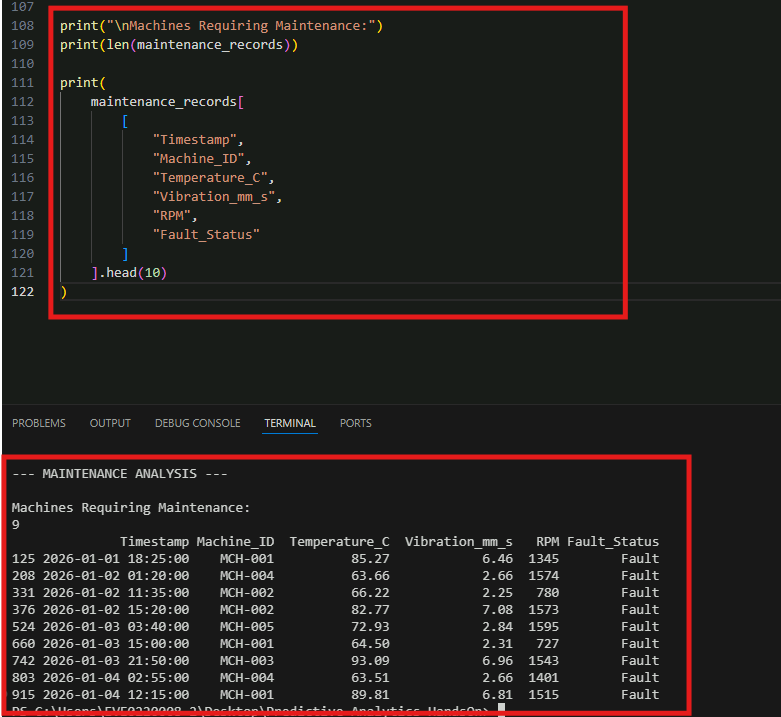 107
108 print("\nMachines Requiring Maintenance:")
109 print(len(maintenance_records))
110
111 print(
112     maintenance_records[
113         [
114             "Timestamp",
115             "Machine_ID",
116             "Temperature_C",
117             "Vibration_mm_s",
118             "RPM",
119             "Fault_Status"
120         ]
121     ].head(10)
122 )
PROBLEMS OUTPUT DEBUG CONSOLE TERMINAL PORTS
--- MAINTENANCE ANALYSIS ---
Machines Requiring Maintenance:
9
Timestamp Machine_ID Temperature_C Vibration_mm_s RPM Fault_Status
125 2026-01-01 18:25:00 MCH-001 85.27 6.46 1345 Fault
208 2026-01-02 01:20:00 MCH-004 63.66 2.66 1574 Fault
331 2026-01-02 11:35:00 MCH-002 66.22 2.25 780 Fault
376 2026-01-02 15:20:00 MCH-002 82.77 7.08 1573 Fault
524 2026-01-03 03:40:00 MCH-005 72.93 2.84 1595 Fault
660 2026-01-03 15:00:00 MCH-001 64.50 2.31 727 Fault
742 2026-01-03 21:50:00 MCH-003 93.09 6.96 1543 Fault
803 2026-01-04 02:55:00 MCH-004 63.51 2.66 1401 Fault
915 2026-01-04 12:15:00 MCH-001 89.81 6.81 1515 Fault